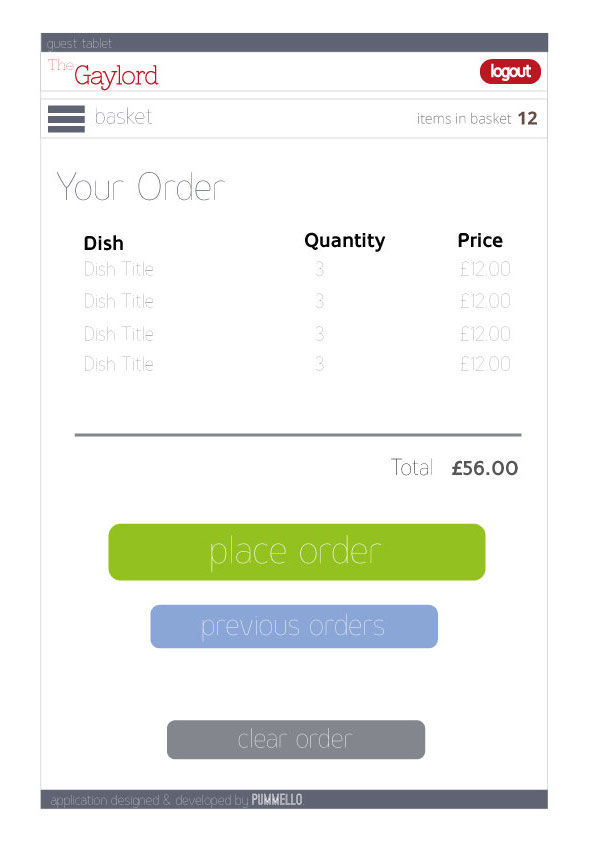 guest tablet
The Gaylord
logout
basket
items in basket 12
Your Order
Dish Quantity Price
Dish Title 3 £12.00
Dish Title 3 £12.00
Dish Title 3 £12.00
Dish Title 3 £12.00
Total £56.00
place order
previous orders
clear order
application designed & developed by PUMMELLO